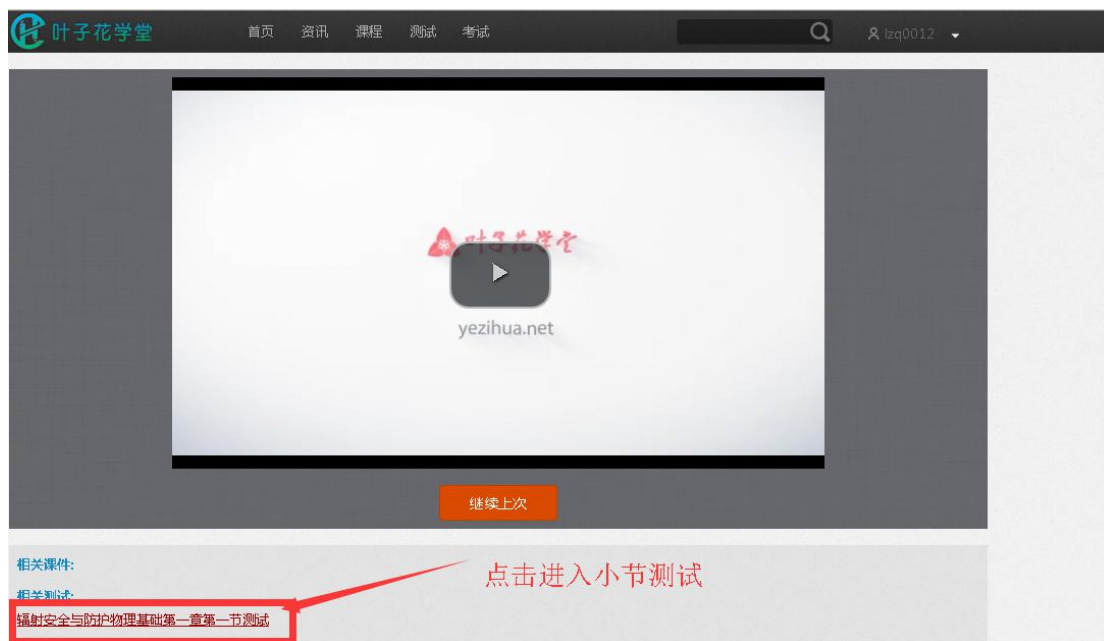 叶子花学堂 首页 资讯 课程 测试 考试 lzq0012
叶子花学堂
yezihua.net
继续上次
相关课件:
点击进入小节测试
相关测试:
辐射安全与防护物理基础第一章第一节测试